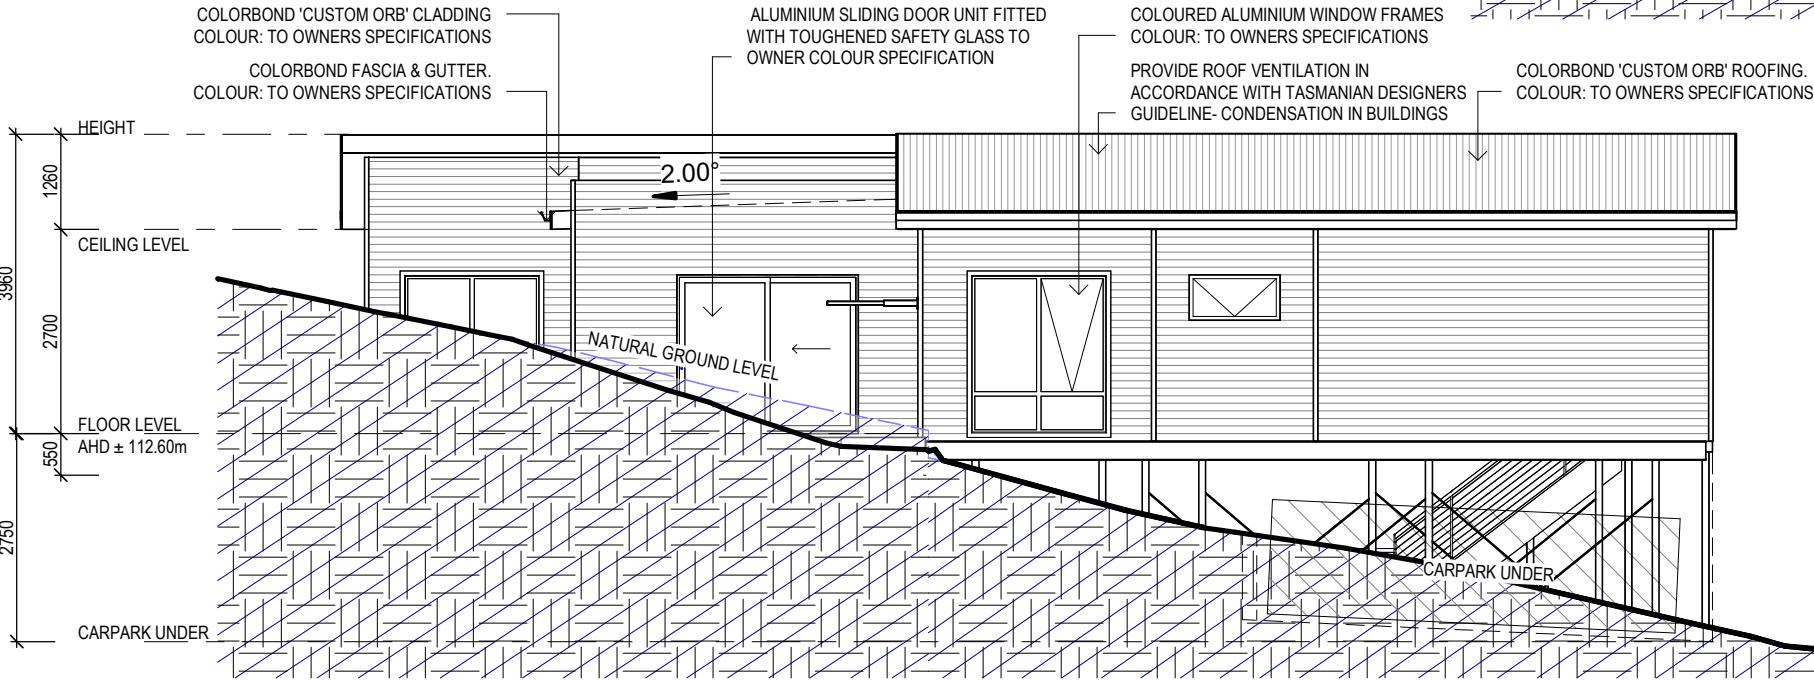 COLORBOND 'CUSTOM ORB' CLADDING
COLOUR: TO OWNERS SPECIFICATIONS
COLORBOND FASCIA & GUTTER.
COLOUR: TO OWNERS SPECIFICATIONS
ALUMINIUM SLIDING DOOR UNIT FITTED
WITH TOUGHENED SAFETY GLASS TO
OWNER COLOUR SPECIFICATION
COLOURED ALUMINIUM WINDOW FRAMES
COLOUR: TO OWNERS SPECIFICATIONS
PROVIDE ROOF VENTILATION IN
ACCORDANCE WITH TASMANIAN DESIGNERS
GUIDELINE- CONDENSATION IN BUILDINGS
COLORBOND 'CUSTOM ORB' ROOFING.
COLOUR: TO OWNERS SPECIFICATIONS
HEIGHT
1260
2.00°
CEILING LEVEL
3960
2700
NATURAL GROUND LEVEL
FLOOR LEVEL
AHD ± 112.60m
550
2750
CARPARK UNDER
CARPARK UNDER